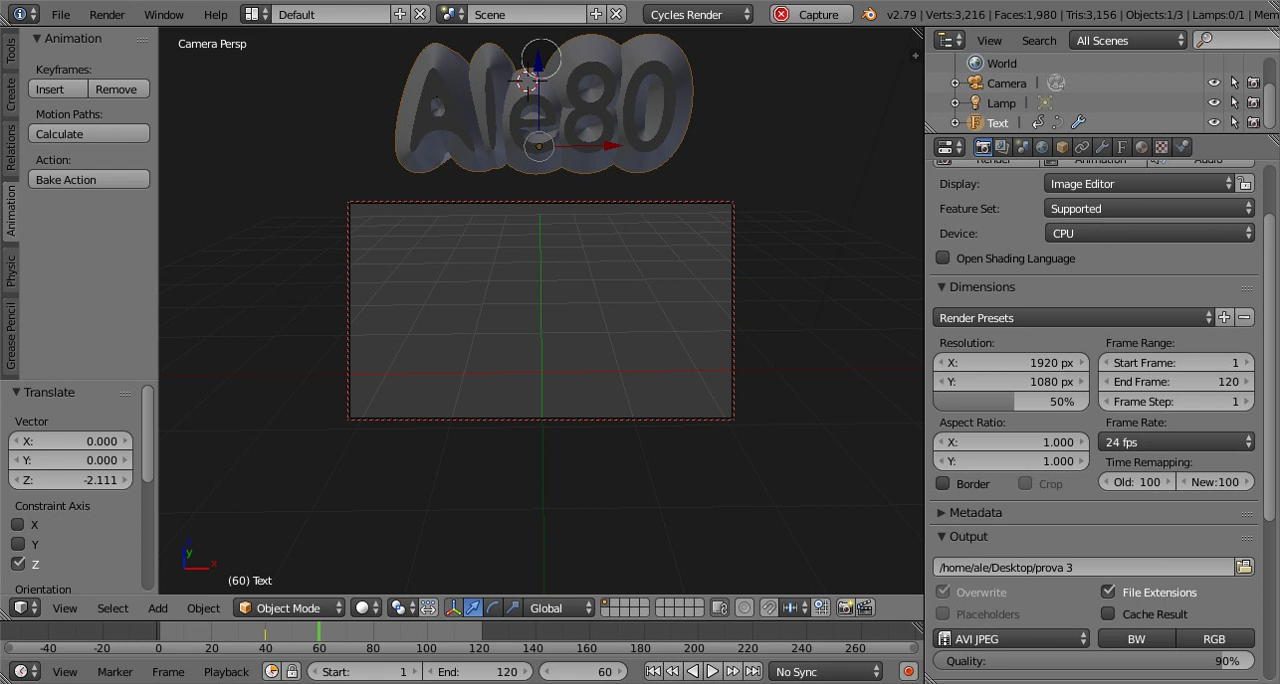 File Render Window Help Default Scene Cycles Render Capture v2.79 | Verts:3,216 | Faces:1,980 | Tris:3,156 | Objects:1/3 | Lamps:0/1 | Mem
Tools
Create
Relations
Animation
Physic
Grease Pencil
Animation
Keyframes:
Insert Remove
Motion Paths:
Calculate
Action:
Bake Action
Translate
Vector
X: 0.000
Y: 0.000
Z: -2.111
Constraint Axis
X
Y
Z
Orientation
Camera Persp
Ale80
y
x
(60) Text
View Select Add Object Object Mode Global
-40 -20 0 20 40 60 80 100 120 140 160 180 200 220 240 260
View Marker Frame Playback Start: 1 End: 120 60 No Sync
View Search All Scenes
World
Camera
Lamp
Text
Display: Image Editor
Feature Set: Supported
Device: CPU
Open Shading Language
Dimensions
Render Presets
Resolution:
X: 1920 px
Y: 1080 px
50%
Aspect Ratio:
X: 1.000
Y: 1.000
Border Crop
Frame Range:
Start Frame: 1
End Frame: 120
Frame Step: 1
Frame Rate:
24 fps
Time Remapping:
Old: 100 New:100
Metadata
Output
/home/ale/Desktop/prova 3
Overwrite File Extensions
Placeholders Cache Result
AVI JPEG BW RGB
Quality: 90%